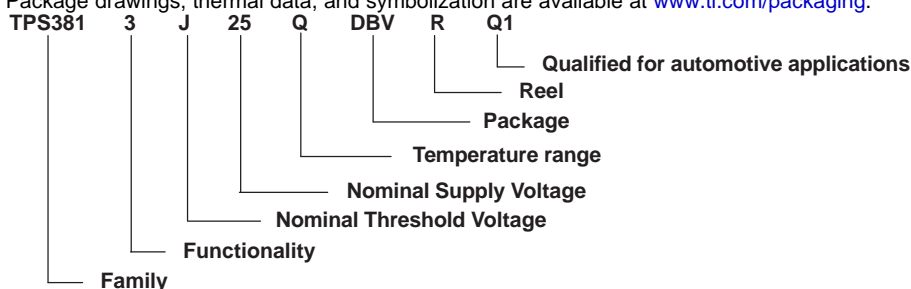 Package drawings, thermal data, and symbolization are available at www.ti.com/packaging.
TPS381 3 J 25 Q DBV R Q1
Qualified for automotive applications
Reel
Package
Temperature range
Nominal Supply Voltage
Nominal Threshold Voltage
Functionality
Family